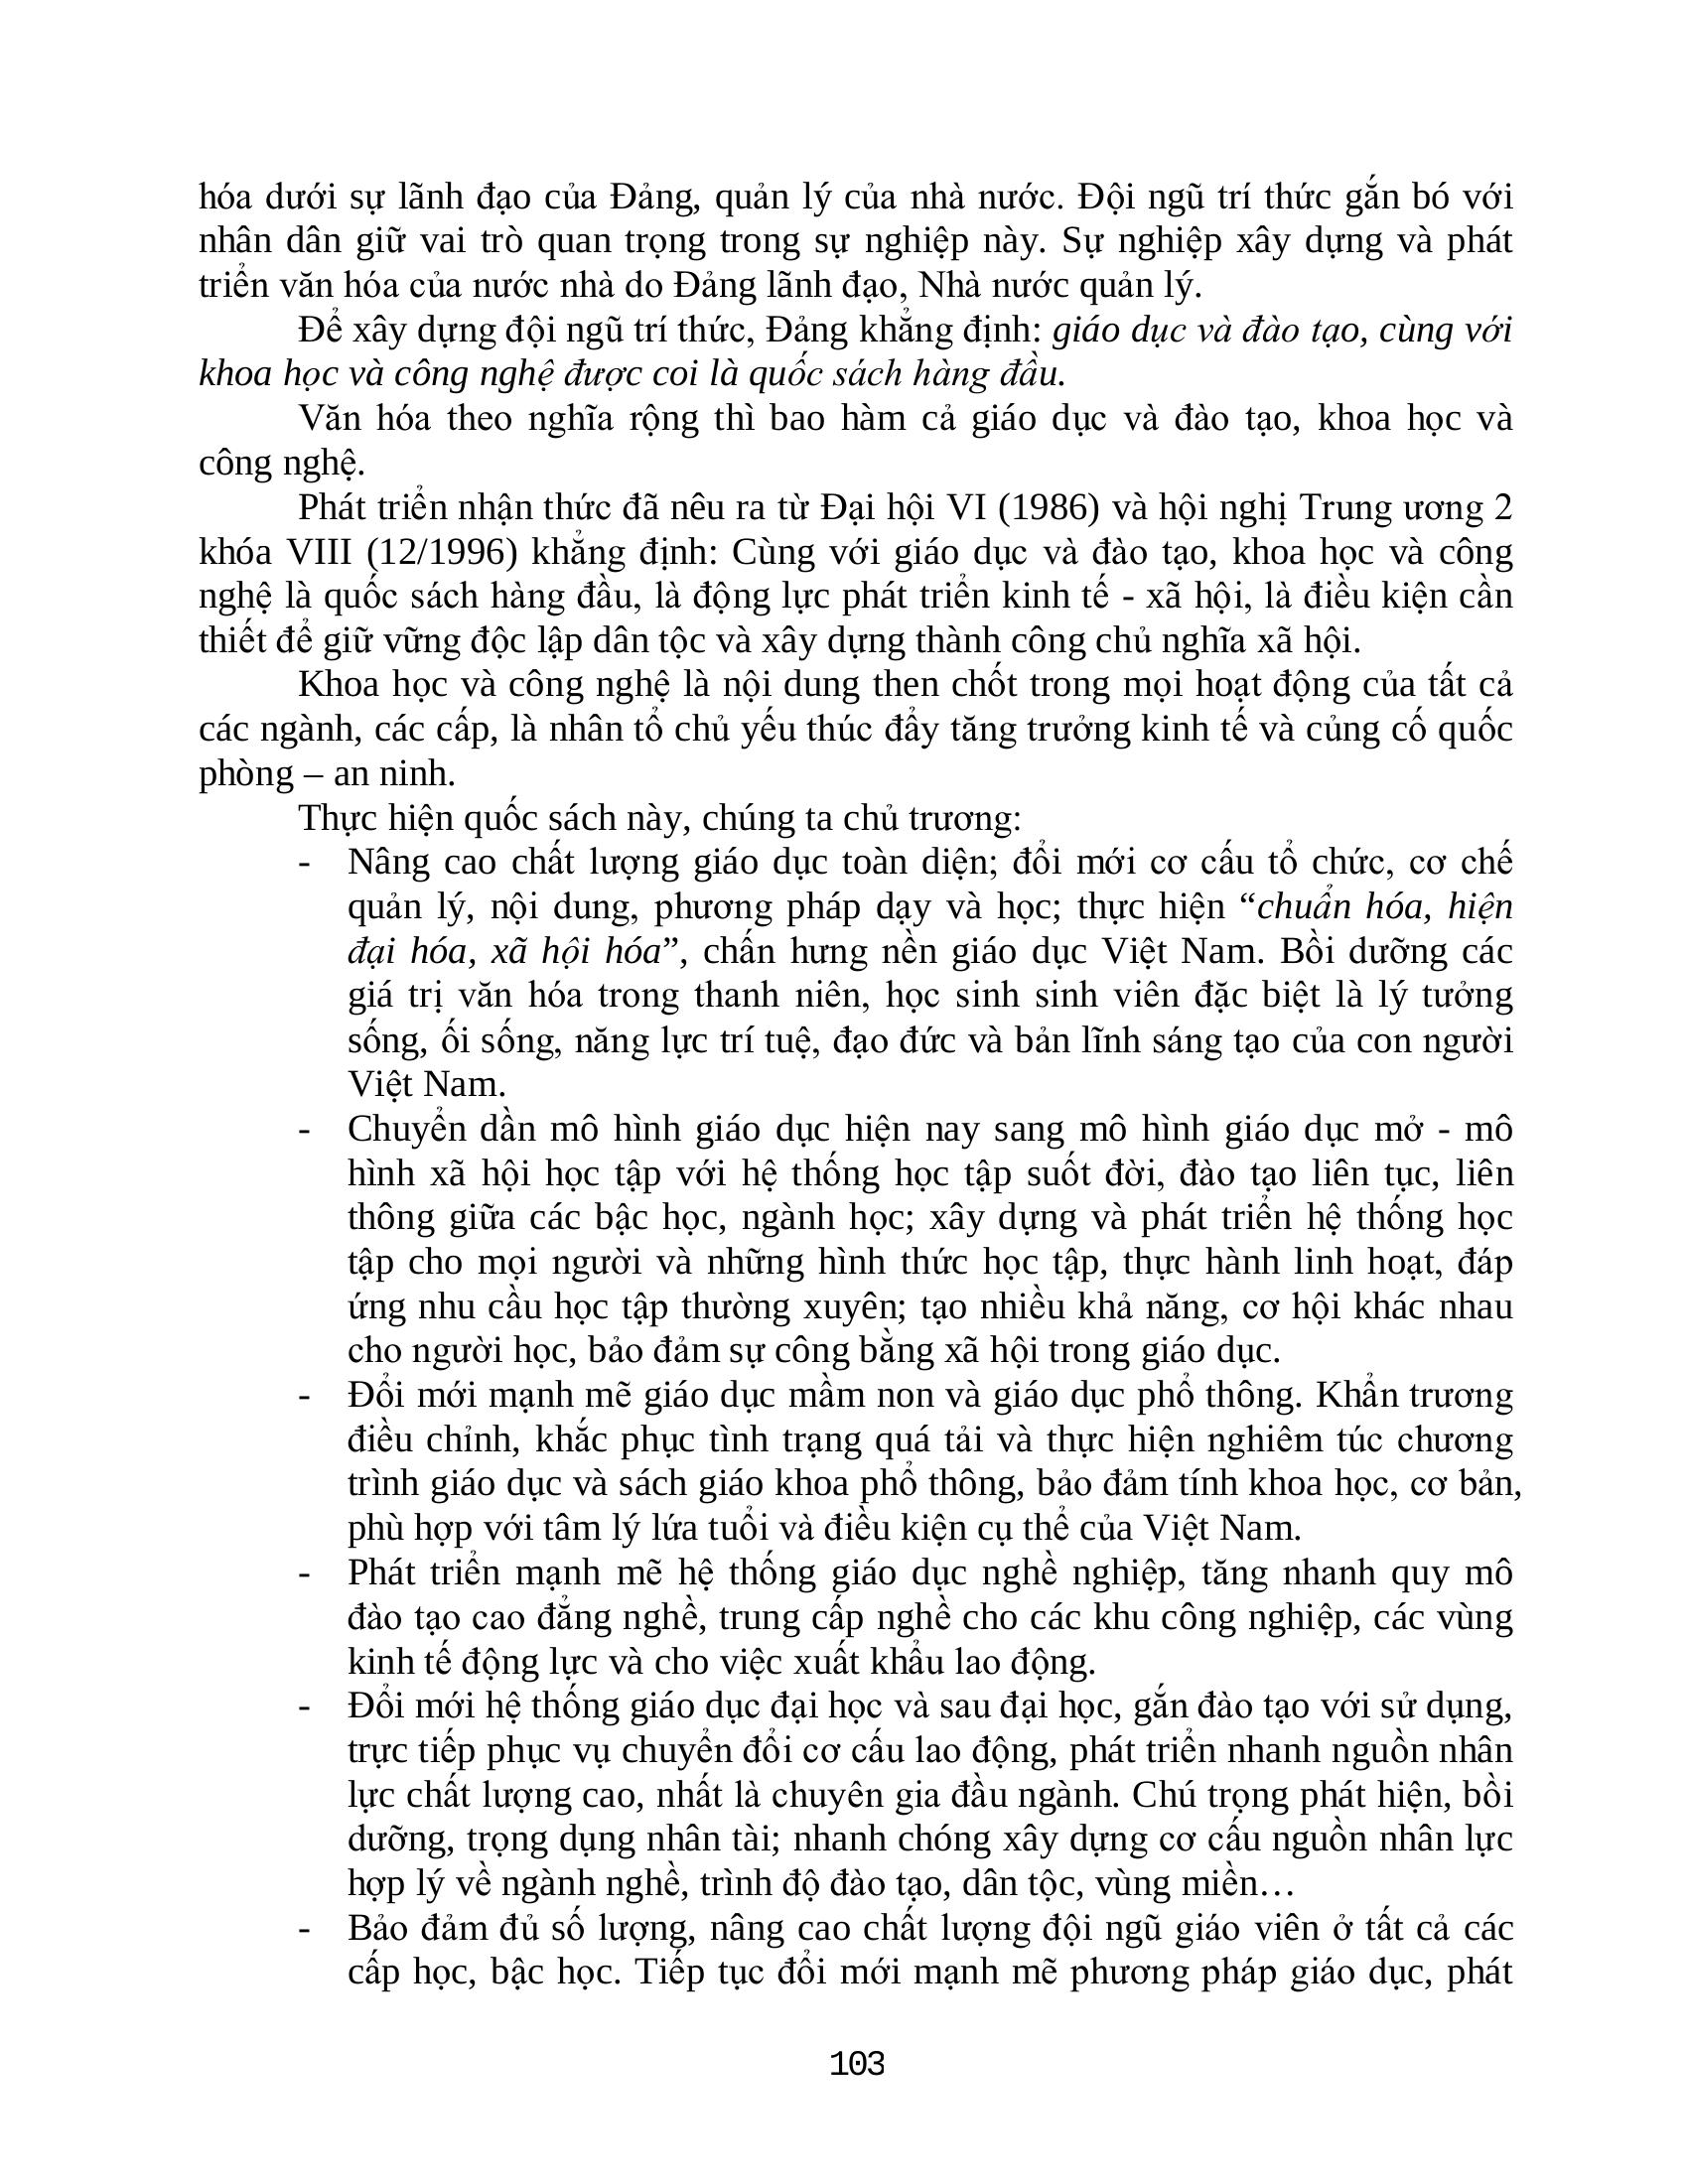 hóa dưới sự lãnh đạo của Đảng, quản lý của nhà nước. Đội ngũ trí thức gắn bó với
nhân dân giữ vai trò quan trọng trong sự nghiệp này. Sự nghiệp xây dựng và phát
triển văn hóa của nước nhà do Đảng lãnh đạo, Nhà nước quản lý.
Để xây dựng đội ngũ trí thức, Đảng khẳng định: giáo dục và đào tạo, cùng với
khoa học và công nghệ được coi là quốc sách hàng đầu.
Văn hóa theo nghĩa rộng thì bao hàm cả giáo dục và đào tạo, khoa học và
công nghệ.
Phát triển nhận thức đã nêu ra từ Đại hội VI (1986) và hội nghị Trung ương 2
khóa VIII (12/1996) khẳng định: Cùng với giáo dục và đào tạo, khoa học và công
nghệ là quốc sách hàng đầu, là động lực phát triển kinh tế - xã hội, là điều kiện cần
thiết để giữ vững độc lập dân tộc và xây dựng thành công chủ nghĩa xã hội.
Khoa học và công nghệ là nội dung then chốt trong mọi hoạt động của tất cả
các ngành, các cấp, là nhân tổ chủ yếu thúc đẩy tăng trưởng kinh tế và củng cố quốc
phòng – an ninh.
Thực hiện quốc sách này, chúng ta chủ trương:
- Nâng cao chất lượng giáo dục toàn diện; đổi mới cơ cấu tổ chức, cơ chế
quản lý, nội dung, phương pháp dạy và học; thực hiện “chuẩn hóa, hiện
đại hóa, xã hội hóa”, chấn hưng nền giáo dục Việt Nam. Bồi dưỡng các
giá trị văn hóa trong thanh niên, học sinh sinh viên đặc biệt là lý tưởng
sống, ối sống, năng lực trí tuệ, đạo đức và bản lĩnh sáng tạo của con người
Việt Nam.
- Chuyển dần mô hình giáo dục hiện nay sang mô hình giáo dục mở - mô
hình xã hội học tập với hệ thống học tập suốt đời, đào tạo liên tục, liên
thông giữa các bậc học, ngành học; xây dựng và phát triển hệ thống học
tập cho mọi người và những hình thức học tập, thực hành linh hoạt, đáp
ứng nhu cầu học tập thường xuyên; tạo nhiều khả năng, cơ hội khác nhau
cho người học, bảo đảm sự công bằng xã hội trong giáo dục.
- Đổi mới mạnh mẽ giáo dục mầm non và giáo dục phổ thông. Khẩn trương
điều chỉnh, khắc phục tình trạng quá tải và thực hiện nghiêm túc chương
trình giáo dục và sách giáo khoa phổ thông, bảo đảm tính khoa học, cơ bản,
phù hợp với tâm lý lứa tuổi và điều kiện cụ thể của Việt Nam.
- Phát triển mạnh mẽ hệ thống giáo dục nghề nghiệp, tăng nhanh quy mô
đào tạo cao đẳng nghề, trung cấp nghề cho các khu công nghiệp, các vùng
kinh tế động lực và cho việc xuất khẩu lao động.
- Đổi mới hệ thống giáo dục đại học và sau đại học, gắn đào tạo với sử dụng,
trực tiếp phục vụ chuyển đổi cơ cấu lao động, phát triển nhanh nguồn nhân
lực chất lượng cao, nhất là chuyên gia đầu ngành. Chú trọng phát hiện, bồi
dưỡng, trọng dụng nhân tài; nhanh chóng xây dựng cơ cấu nguồn nhân lực
hợp lý về ngành nghề, trình độ đào tạo, dân tộc, vùng miền…
- Bảo đảm đủ số lượng, nâng cao chất lượng đội ngũ giáo viên ở tất cả các
cấp học, bậc học. Tiếp tục đổi mới mạnh mẽ phương pháp giáo dục, phát
103